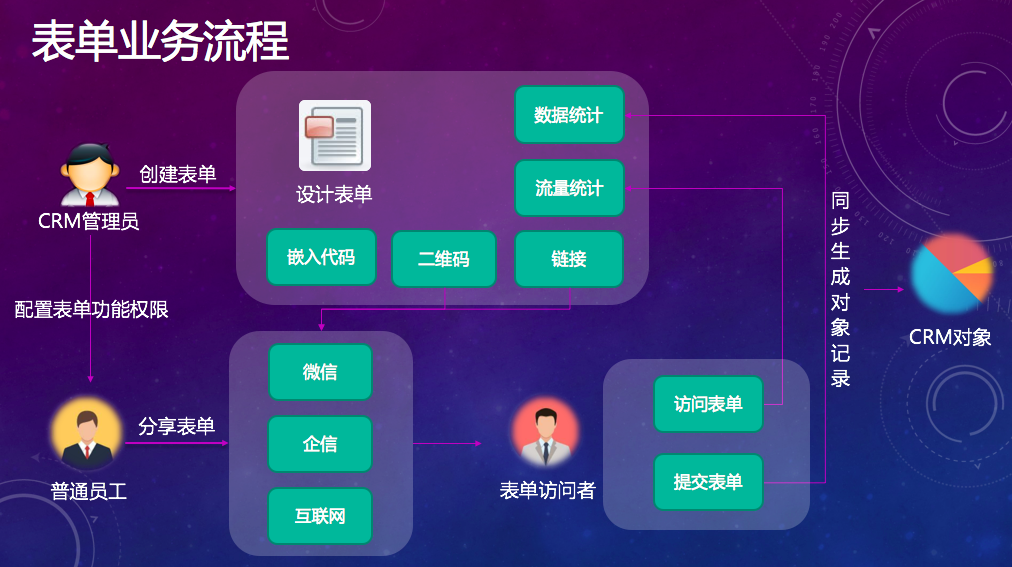 表单业务流程
数据统计
创建表单
设计表单
流量统计
CRM管理员
嵌入代码
二维码
链接
同步生成对象记录
配置表单功能权限
CRM对象
微信
分享表单
企信
访问表单
普通员工
表单访问者
提交表单
互联网